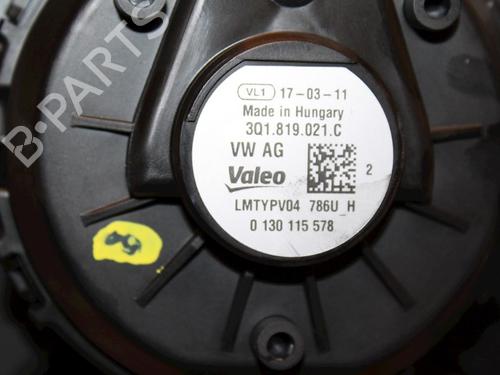 B-PARTS
VL1 17-03-11
Made in Hungary
3Q1.819.021.C
VW AG
2
Valeo
LMTYPV04 786U_H
0 130 115 578